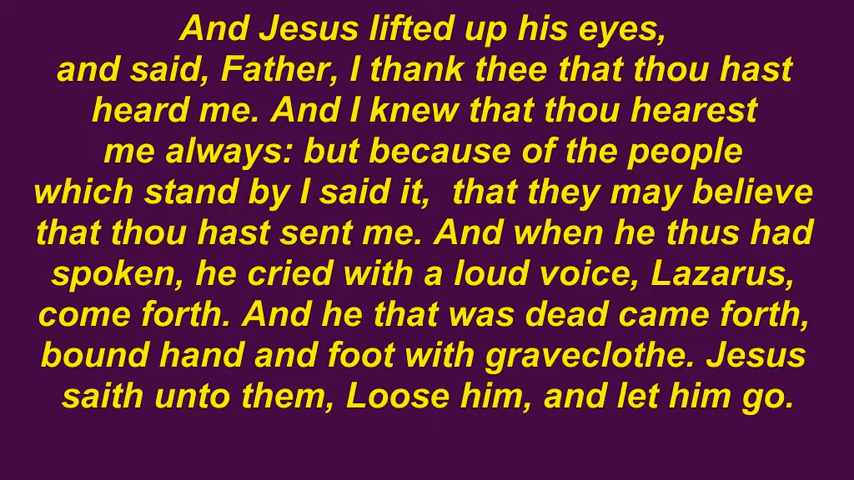 And Jesus lifted up his eyes,
and said, Father, I thank thee that thou hast
heard me. And I knew that thou hearest
me always: but because of the people
which stand by I said it,  that they may believe
that thou hast sent me. And when he thus had
spoken, he cried with a loud voice, Lazarus,
come forth. And he that was dead came forth,
bound hand and foot with graveclothe. Jesus
saith unto them, Loose him, and let him go.